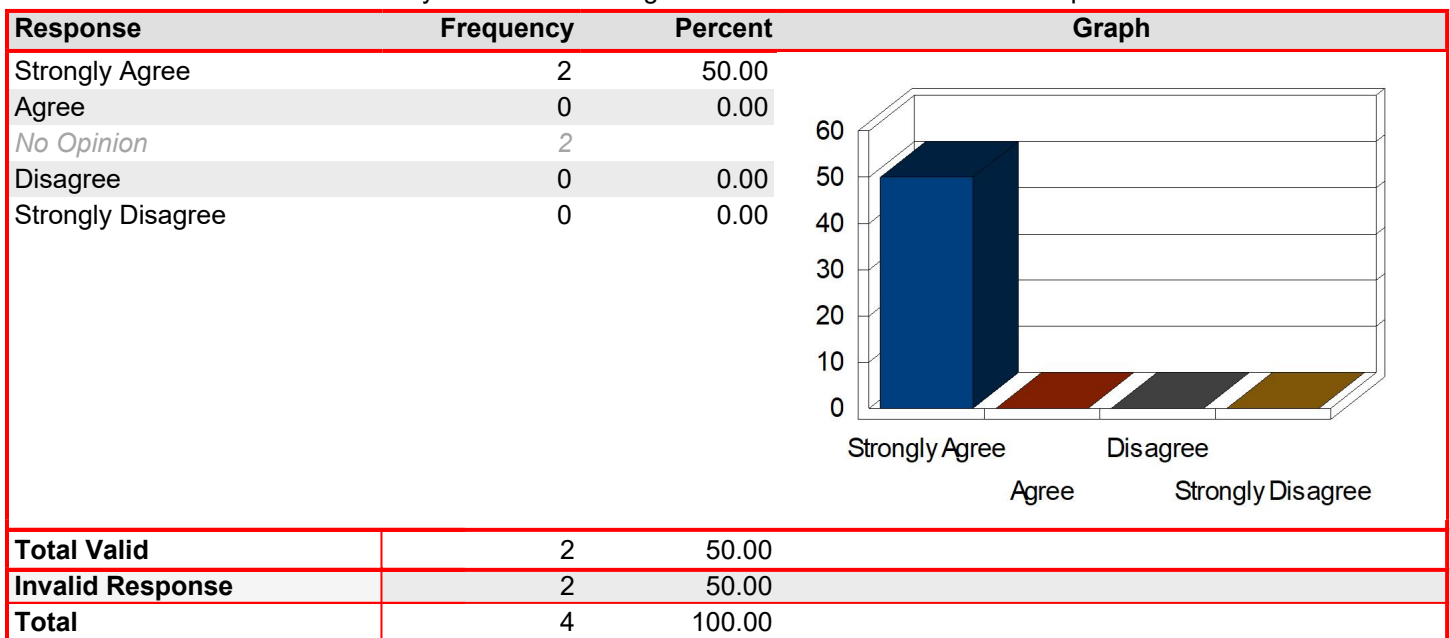 Response Frequency Percent Graph
Strongly Agree 2 50.00
Agree 0 0.00
No Opinion 2
Disagree 0 0.00
Strongly Disagree 0 0.00
60
50
40
30
20
10
0
Strongly Agree Disagree
Agree Strongly Disagree
Total Valid 2 50.00
Invalid Response 2 50.00
Total 4 100.00